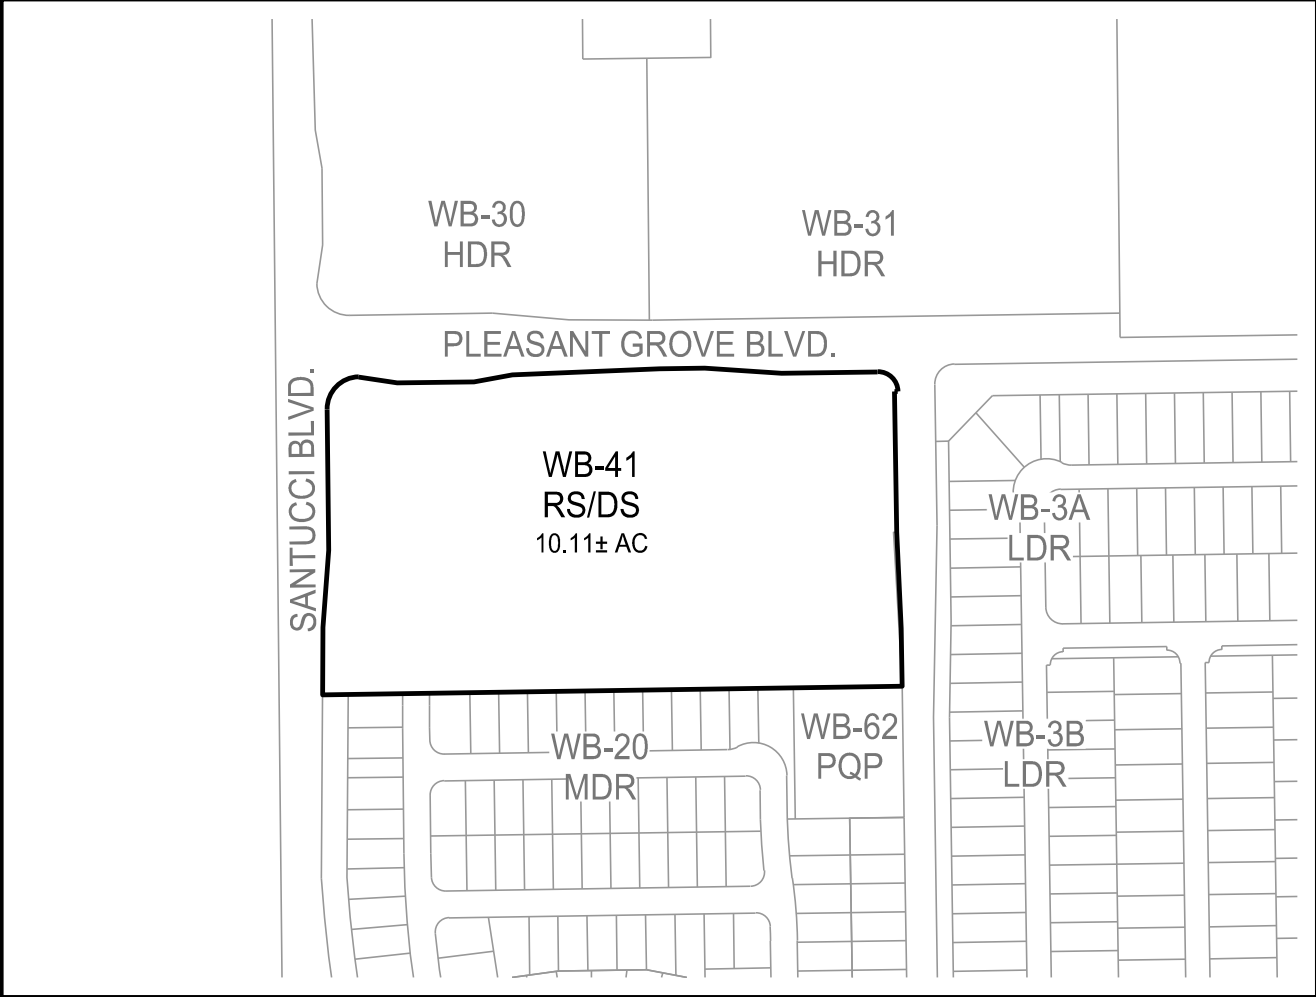 WB-30
HDR
WB-31
HDR
PLEASANT GROVE BLVD.
SANTUCCI BLVD.
WB-41
RS/DS
10.11± AC
WB-3A
LDR
WB-20
MDR
WB-62
PQP
WB-3B
LDR